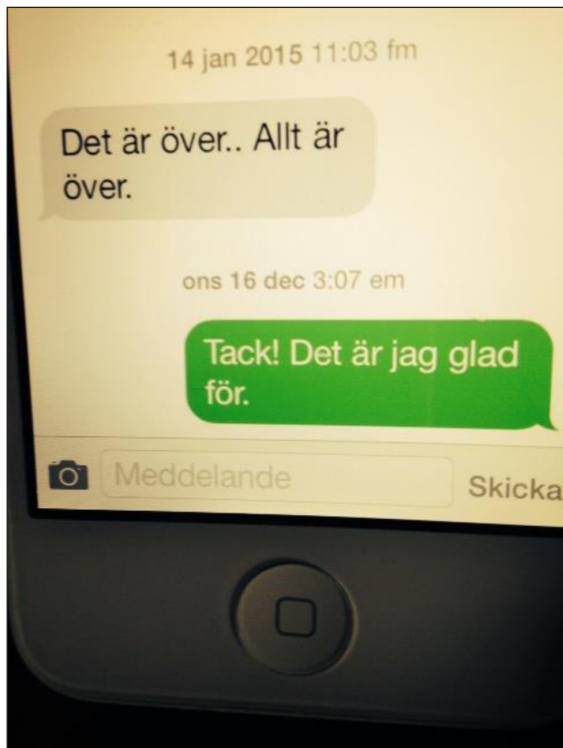 14 jan 2015 11:03 fm
Det är över.. Allt är
över.
ons 16 dec 3:07 em
Tack! Det är jag glad
för.
Meddelande
Skicka